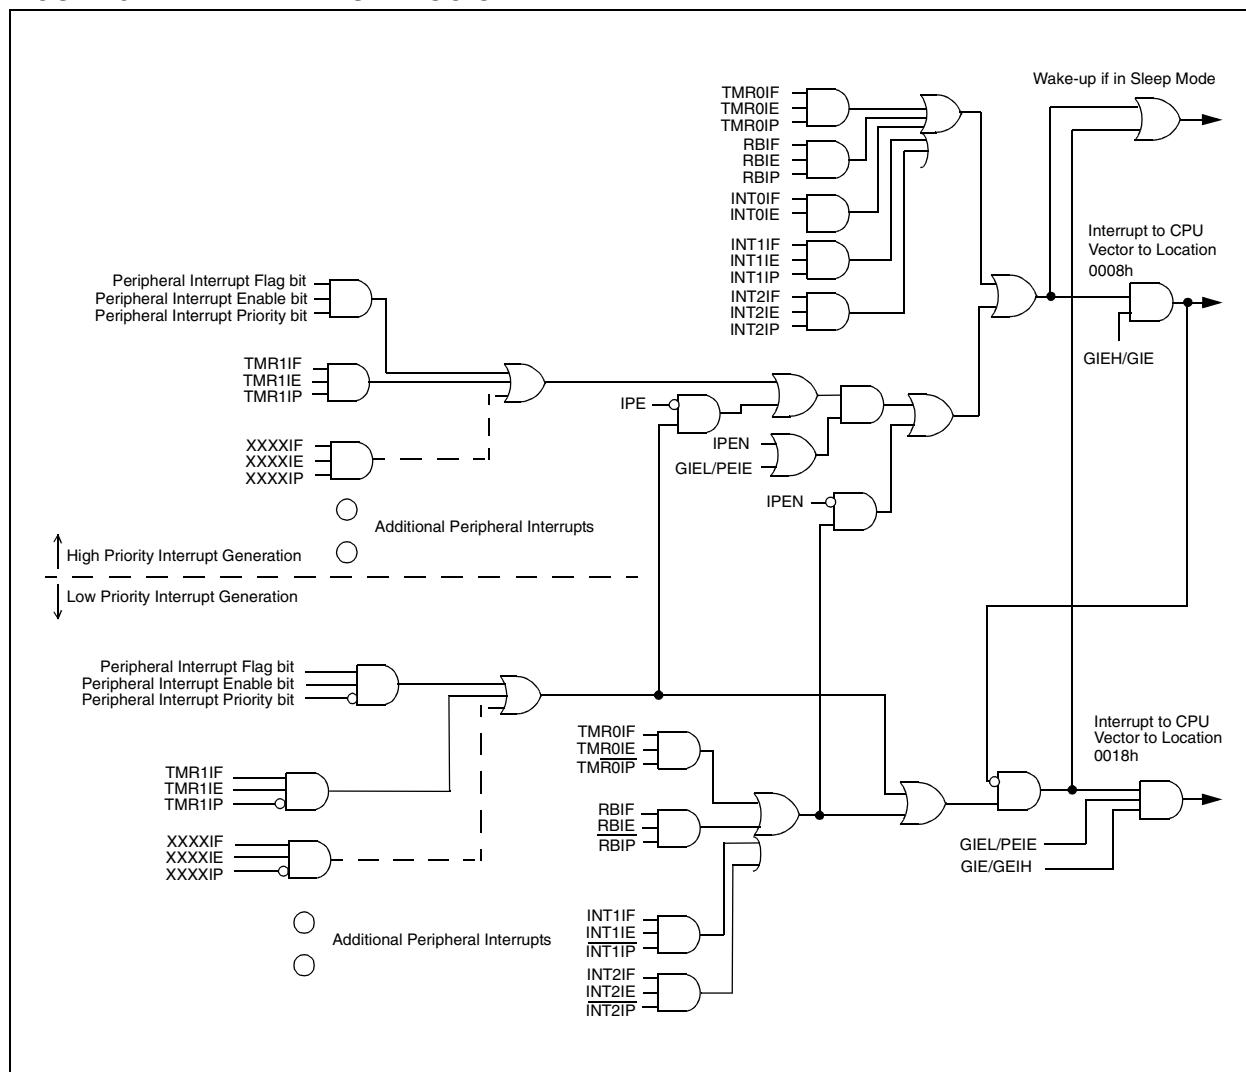 Wake-up if in Sleep Mode
TMR0IF
TMR0IE
TMR0IP
RBIF
RBIE
RBIP
INT0IF
INT0IE
INT1IF
INT1IE
INT1IP
INT2IF
INT2IE
INT2IP
Interrupt to CPU
Vector to Location
0008h
GIEH/GIE
Peripheral Interrupt Flag bit
Peripheral Interrupt Enable bit
Peripheral Interrupt Priority bit
TMR1IF
TMR1IE
TMR1IP
XXXXIF
XXXXIE
XXXXIP
IPE
IPEN
GIEL/PEIE
IPEN
Additional Peripheral Interrupts
High Priority Interrupt Generation
Low Priority Interrupt Generation
Peripheral Interrupt Flag bit
Peripheral Interrupt Enable bit
Peripheral Interrupt Priority bit
TMR1IF
TMR1IE
TMR1IP
XXXXIF
XXXXIE
XXXXIP
Additional Peripheral Interrupts
TMR0IF
TMR0IE
TMR0IP
RBIF
RBIE
RBIP
INT1IF
INT1IE
INT1IP
INT2IF
INT2IE
INT2IP
Interrupt to CPU
Vector to Location
0018h
GIEL/PEIE
GIE/GEIH